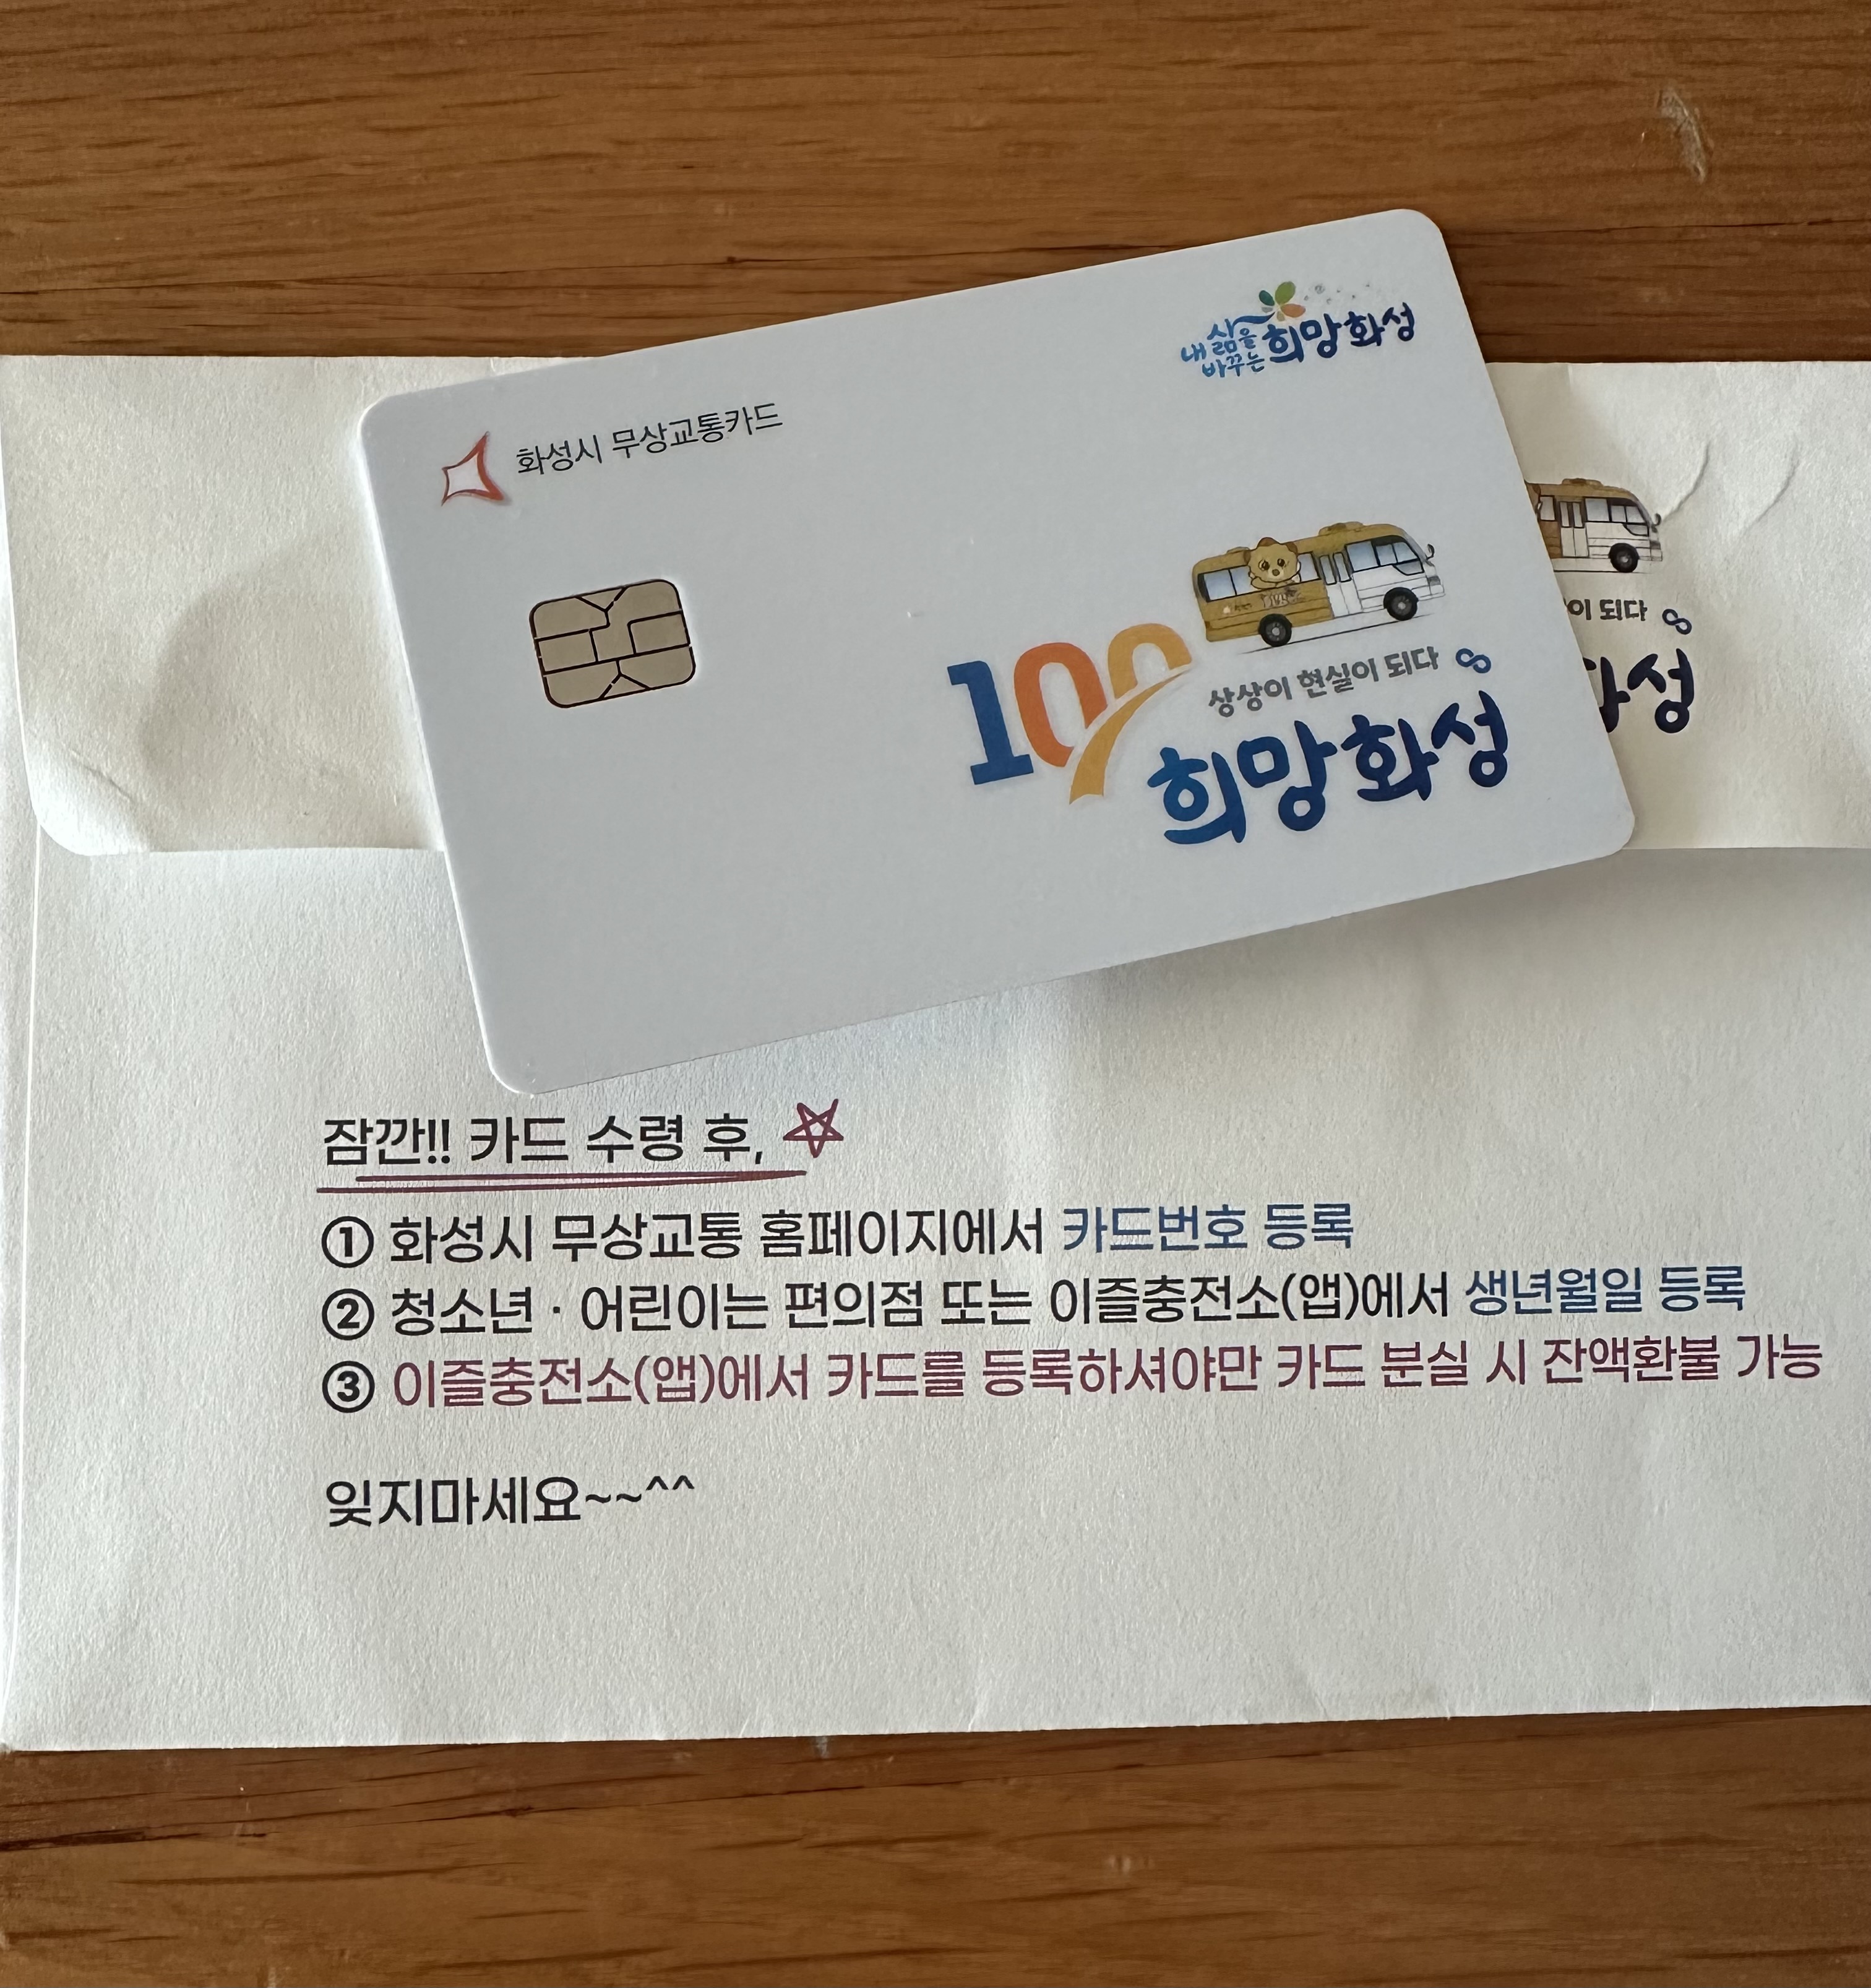 내 삶을
바꾸는 희망화성
화성시 무상교통카드
100
상상이 현실이 되다
희망화성
이 되다
화성
잠깐!! 카드 수령 후,
① 화성시 무상교통 홈페이지에서 카드번호 등록
② 청소년 · 어린이는 편의점 또는 이즐충전소(앱)에서 생년월일 등록
③ 이즐충전소(앱)에서 카드를 등록하셔야만 카드 분실 시 잔액환불 가능
잊지마세요~~^^